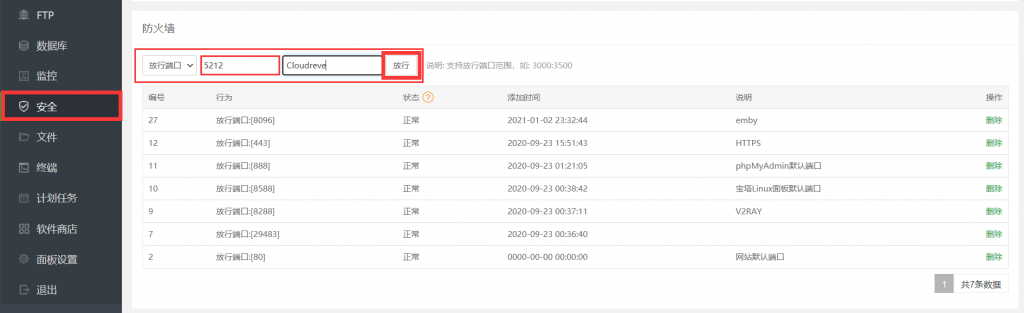 FTP
数据库
监控
安全
文件
终端
计划任务
软件商店
面板设置
退出
防火墙
放行端口 5212 Cloudreve 放行 说明: 支持放行端口范围，如: 3000:3500
编号 行为 状态 ? 添加时间 说明 操作
27 放行端口:[8096] 正常 2021-01-02 23:32:44 emby 删除
12 放行端口:[443] 正常 2020-09-23 15:51:43 HTTPS 删除
11 放行端口:[888] 正常 2020-09-23 01:21:05 phpMyAdmin默认端口 删除
10 放行端口:[8588] 正常 2020-09-23 00:38:42 宝塔Linux面板默认端口 删除
9 放行端口:[8288] 正常 2020-09-23 00:37:11 V2RAY 删除
7 放行端口:[29483] 正常 2020-09-23 00:36:40 删除
2 放行端口:[80] 正常 0000-00-00 00:00:00 网站默认端口 删除
1 共7条数据